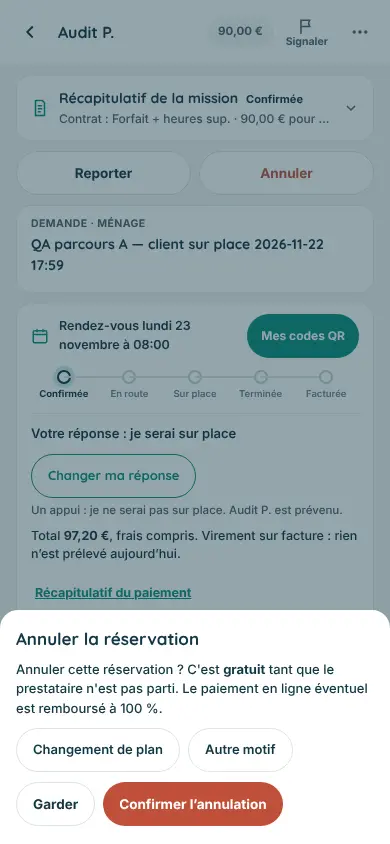 Audit P.
90,00 €
Signaler
Récapitulatif de la mission Confirmée
Contrat : Forfait + heures sup. · 90,00 € pour ...
Reporter
Annuler
DEMANDE · MÉNAGE
QA parcours A — client sur place 2026-11-22
17:59
Rendez-vous lundi 23
novembre à 08:00
Mes codes QR
Confirmée
En route
Sur place
Terminée
Facturée
Votre réponse : je serai sur place
Changer ma réponse
Un appui : je ne serai pas sur place. Audit P. est prévenu.
Total 97,20 €, frais compris. Virement sur facture : rien
n’est prélevé aujourd’hui.
Récapitulatif du paiement
Annuler la réservation
Annuler cette réservation ? C'est gratuit tant que le
prestataire n'est pas parti. Le paiement en ligne éventuel
est remboursé à 100 %.
Changement de plan
Autre motif
Garder
Confirmer l’annulation